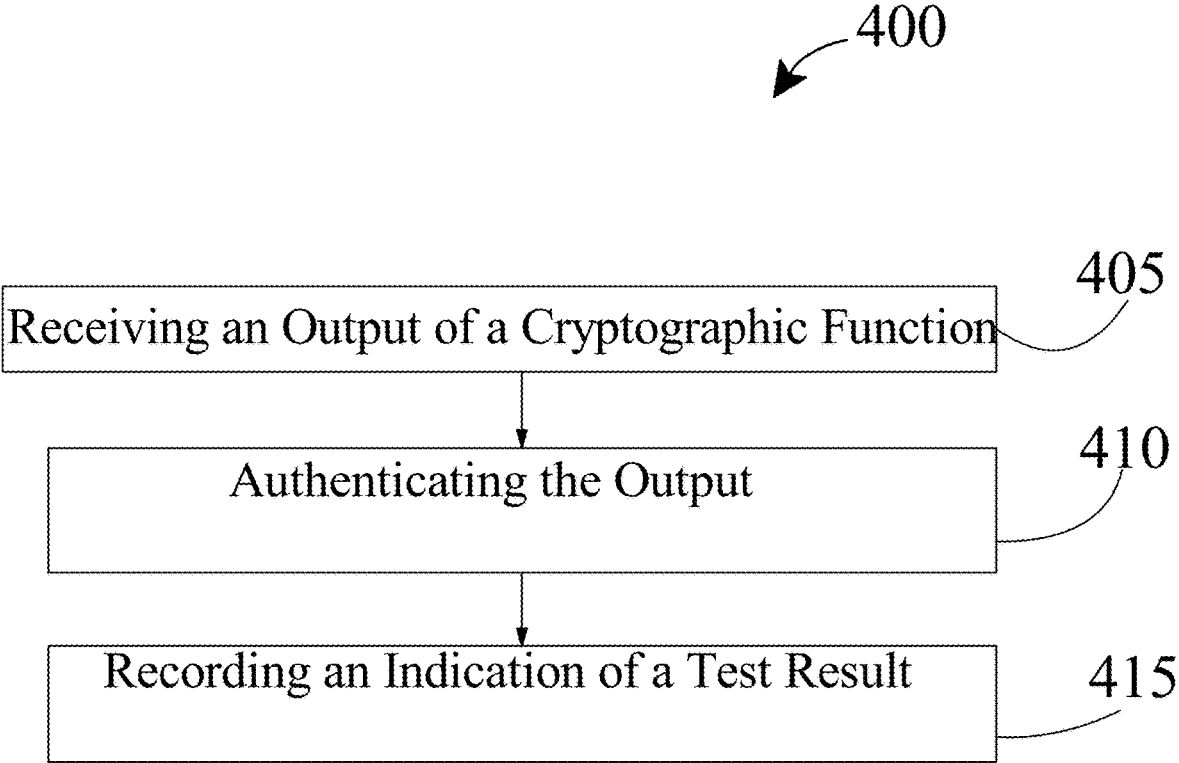 400
405
Receiving an Output of a Cryptographic Function
410
Authenticating the Output
Recording an Indication of a Test Result
415